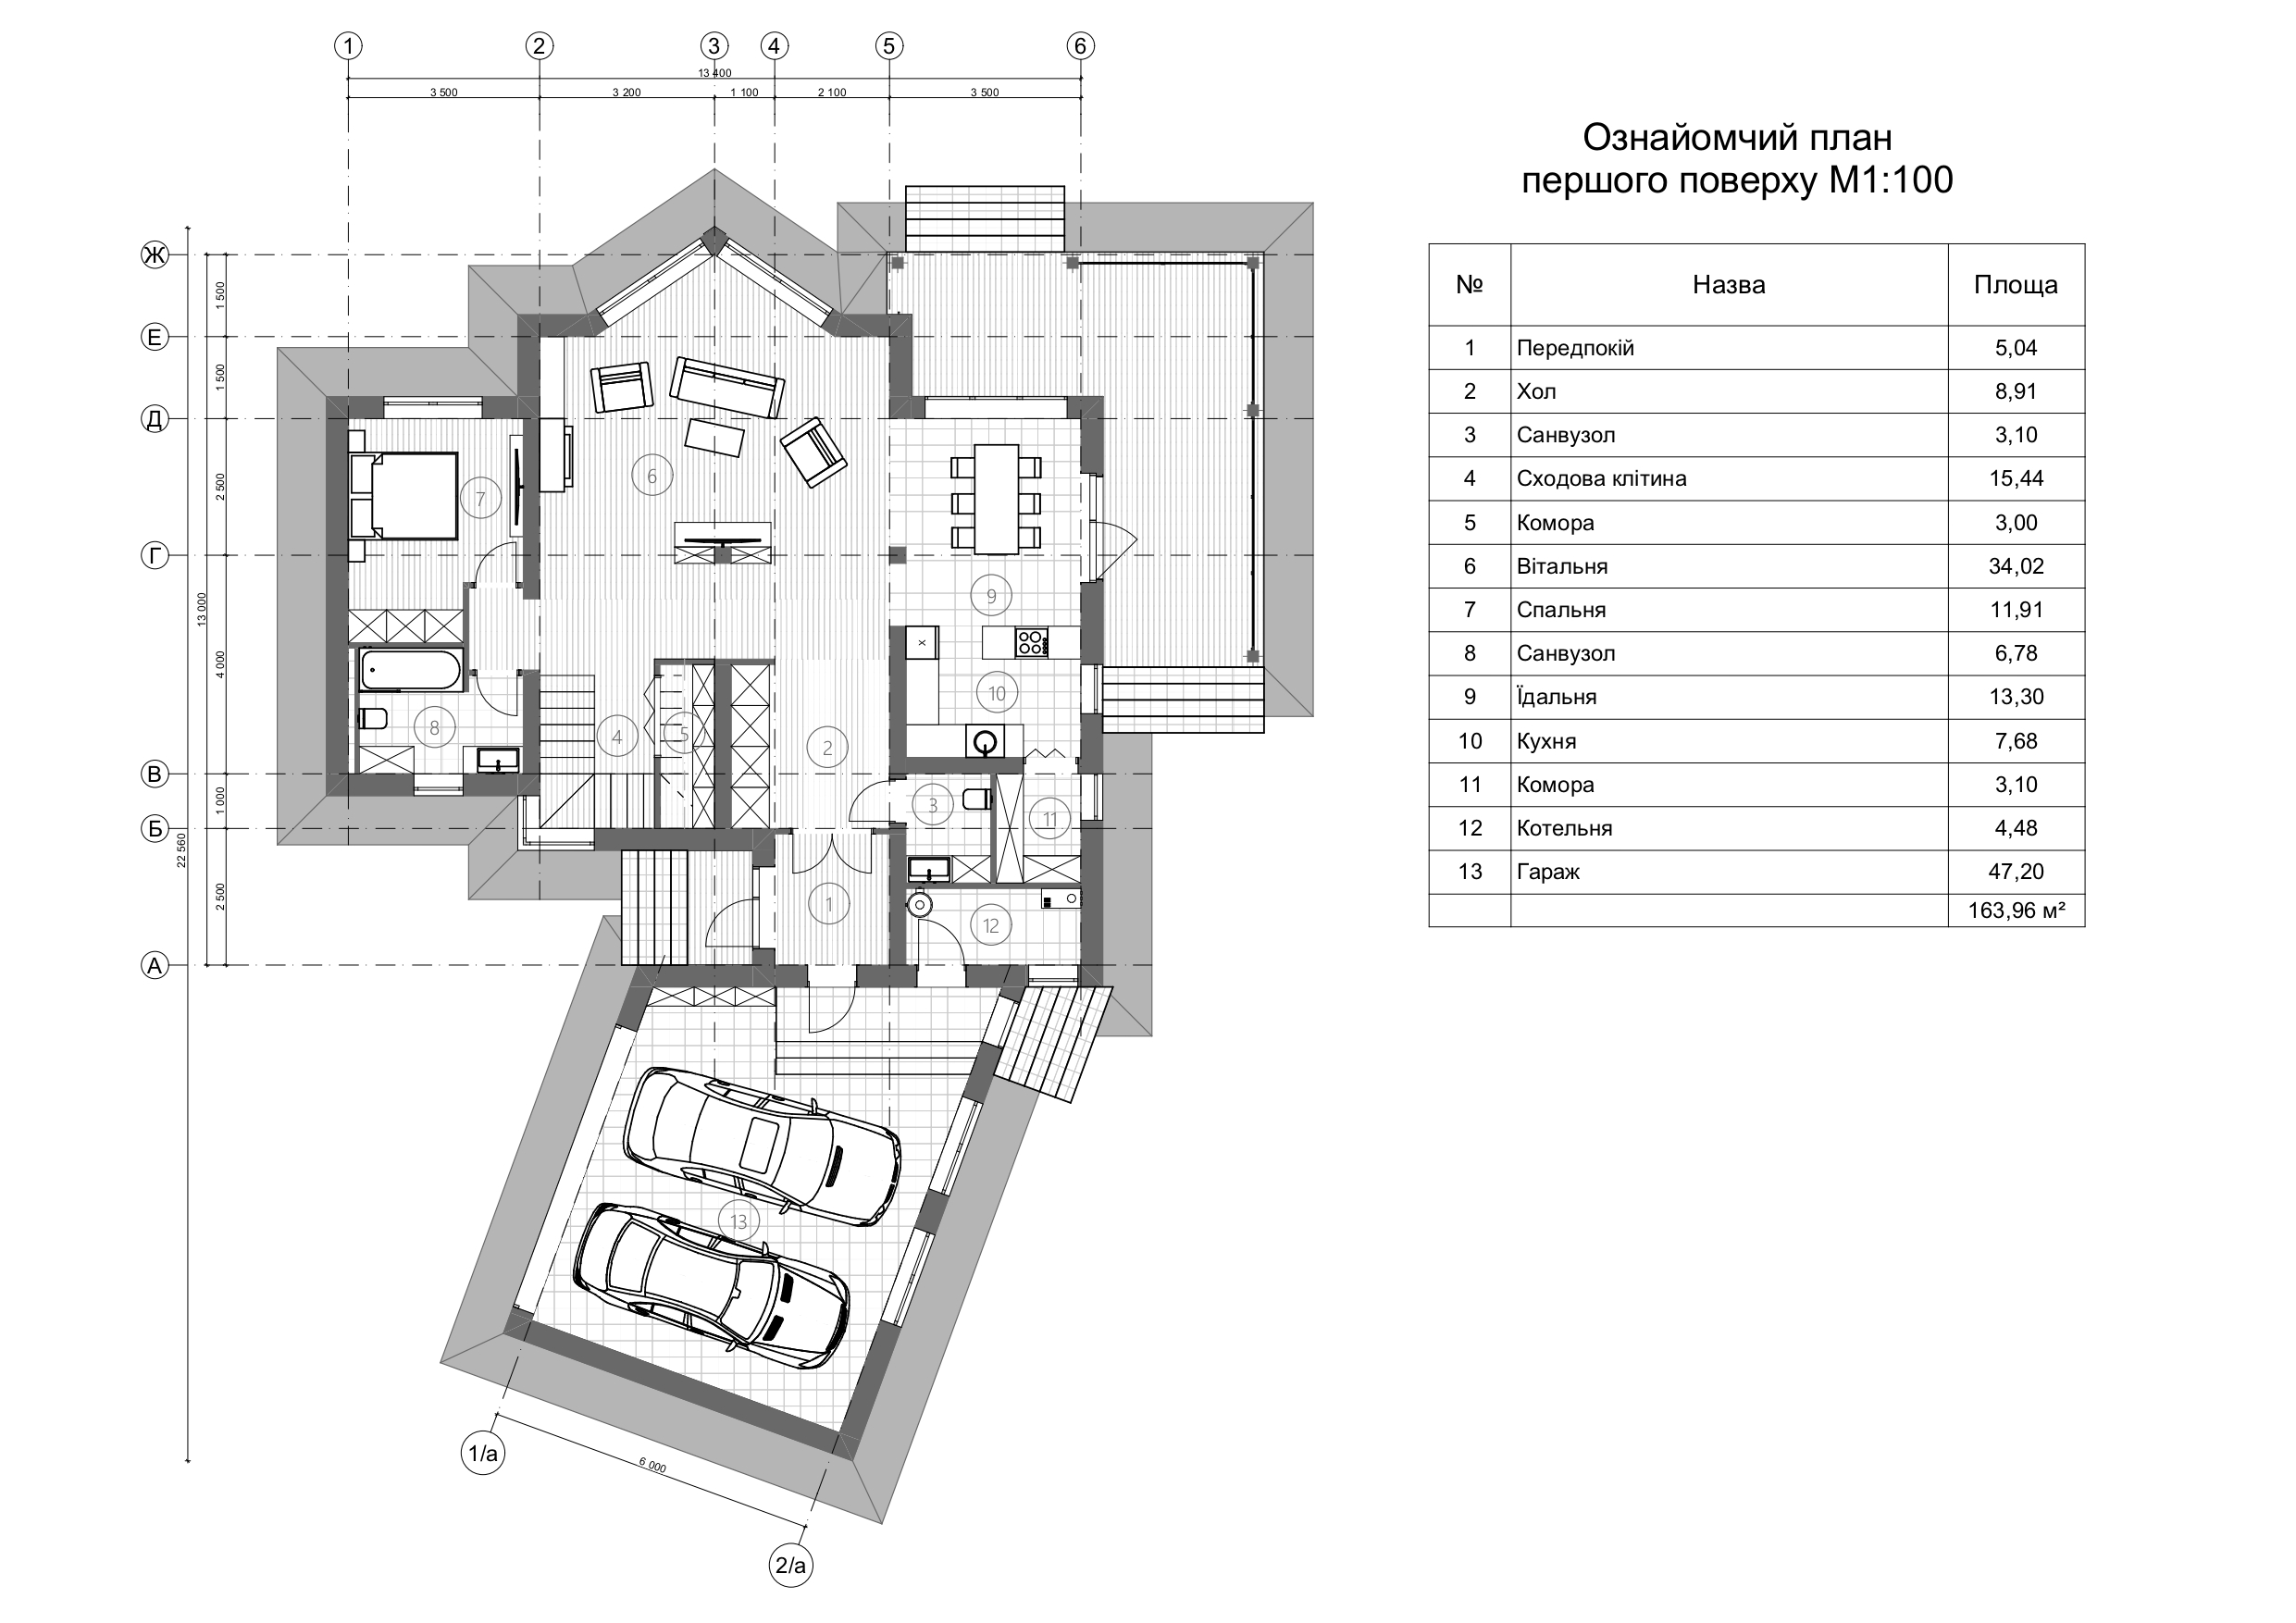 1 2 3 4 5 6
13 400
3 500 3 200 1 100 2 100 3 500
Ознайомчий план
першого поверху М1:100
№ Назва Площа
1 Передпокій 5,04
2 Хол 8,91
3 Санвузол 3,10
4 Сходова клітина 15,44
5 Комора 3,00
6 Вітальня 34,02
7 Спальня 11,91
8 Санвузол 6,78
9 Їдальня 13,30
10 Кухня 7,68
11 Комора 3,10
12 Котельня 4,48
13 Гараж 47,20
163,96 м²
Ж
Е
Д
Г
В
Б
А
1 500
1 500
2 500
4 000
1 000
2 500
13 000
22 560
6
7
9
x
10
8
4
5
2
3
11
1
12
13
1/а
6 000
2/а